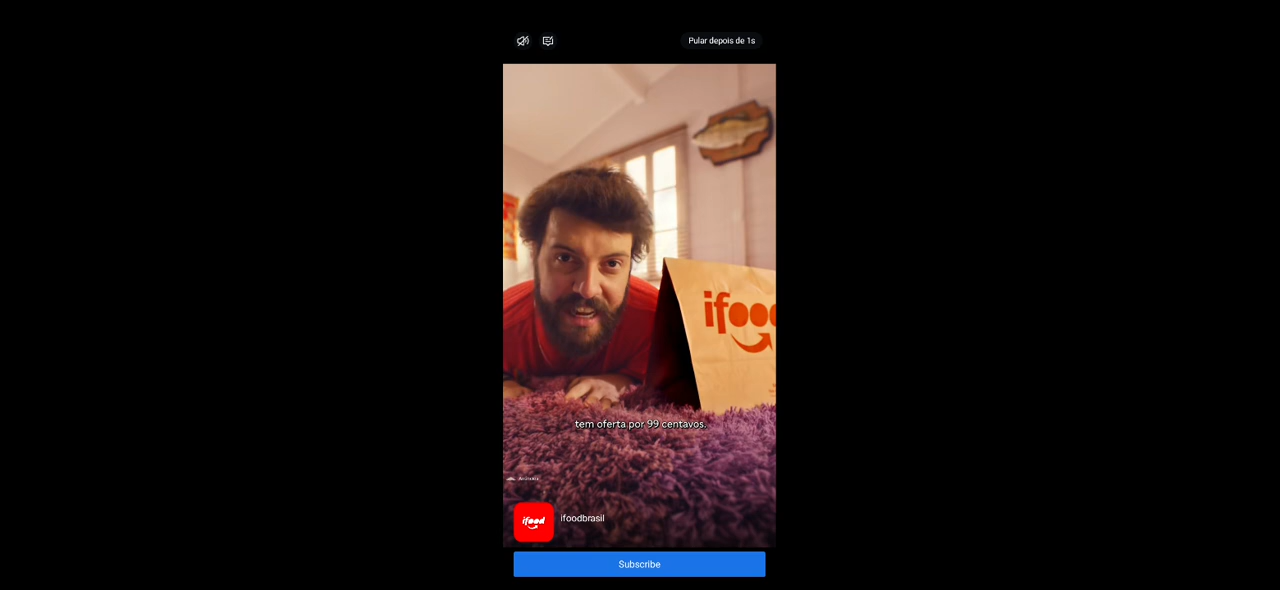 Pular depois de 1s
ifood
tem oferta por 99 centavos.
ifood
ifoodbrasil
Subscribe